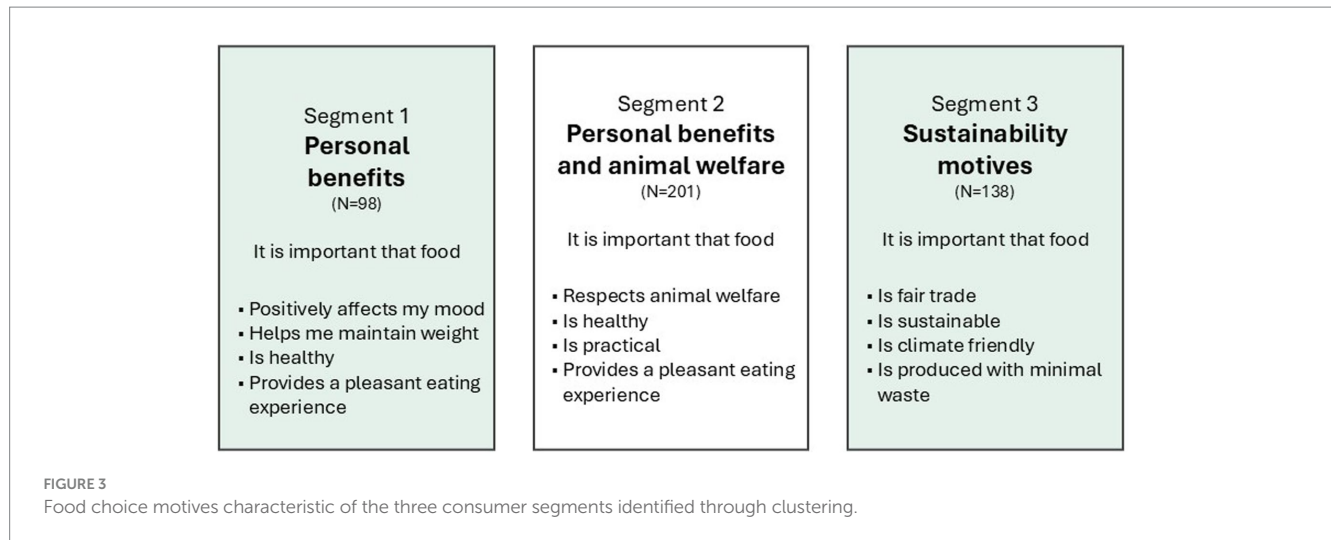 Segment 1
Personal
benefits
(N=98)
It is important that food
▪ Positively affects my mood
▪ Helps me maintain weight
▪ Is healthy
▪ Provides a pleasant eating
experience
Segment 2
Personal benefits
and animal welfare
(N=201)
It is important that food
▪ Respects animal welfare
▪ Is healthy
▪ Is practical
▪ Provides a pleasant eating
experience
Segment 3
Sustainability
motives
(N=138)
It is important that food
▪ Is fair trade
▪ Is sustainable
▪ Is climate friendly
▪ Is produced with minimal
waste
FIGURE 3
Food choice motives characteristic of the three consumer segments identified through clustering.